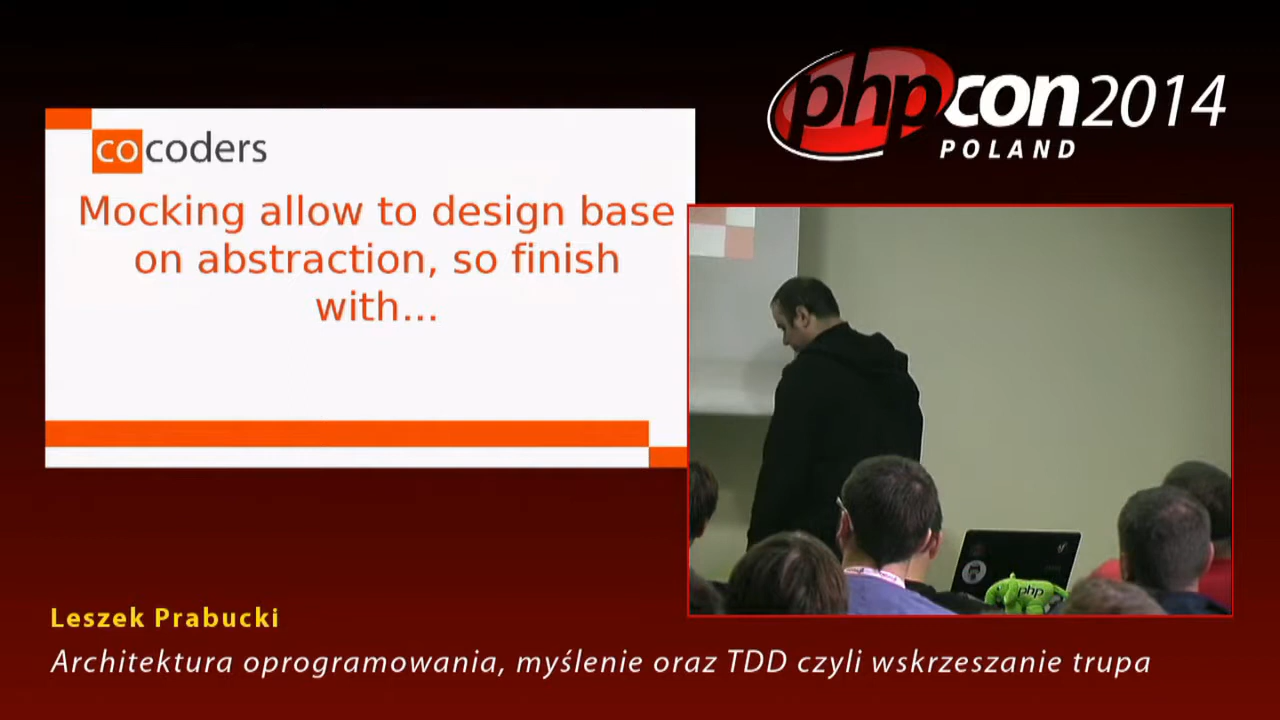 phpcon2014
POLAND
cocoders
Mocking allow to design base
on abstraction, so finish
with...
php
Leszek Prabucki
Architektura oprogramowania, myślenie oraz TDD czyli wskrzeszanie trupa